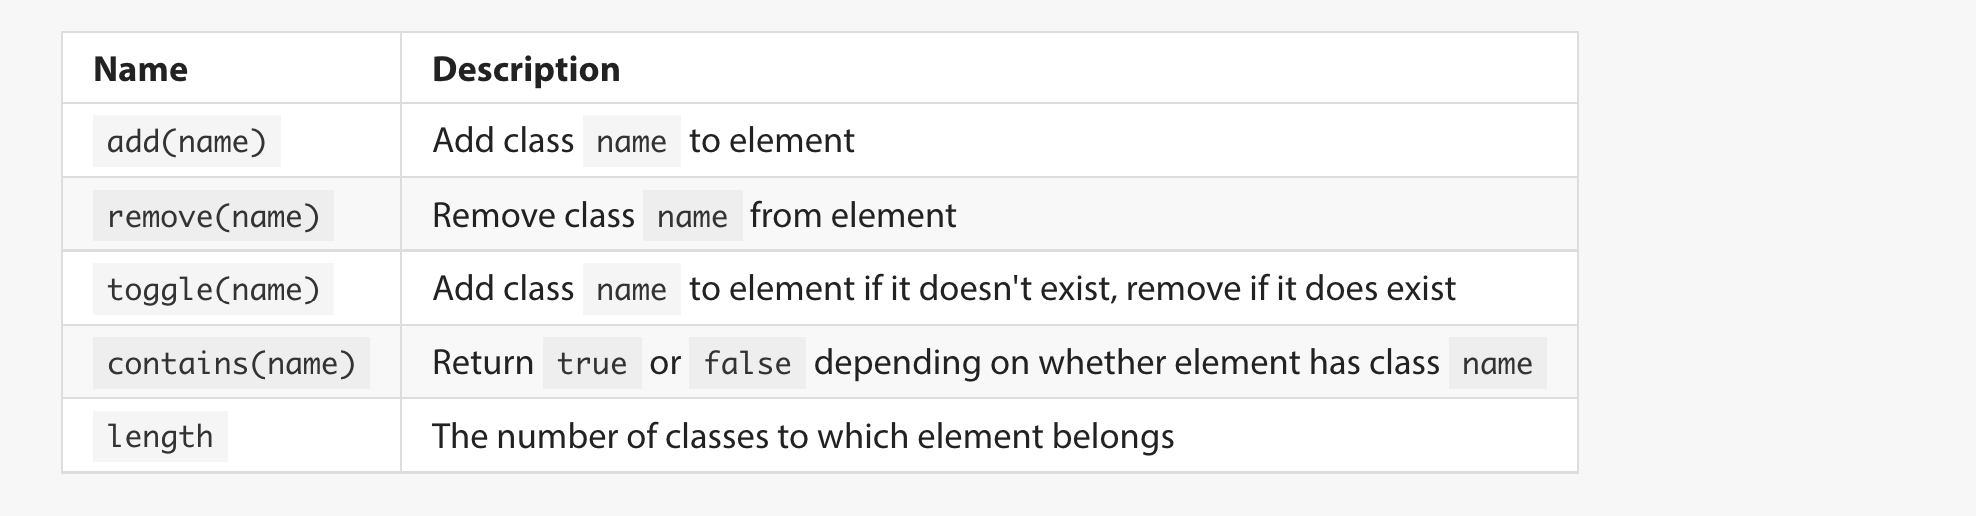 Name Description
add(name) Add class name to element
remove(name) Remove class name from element
toggle(name) Add class name to element if it doesn't exist, remove if it does exist
contains(name) Return true or false depending on whether element has class name
length The number of classes to which element belongs